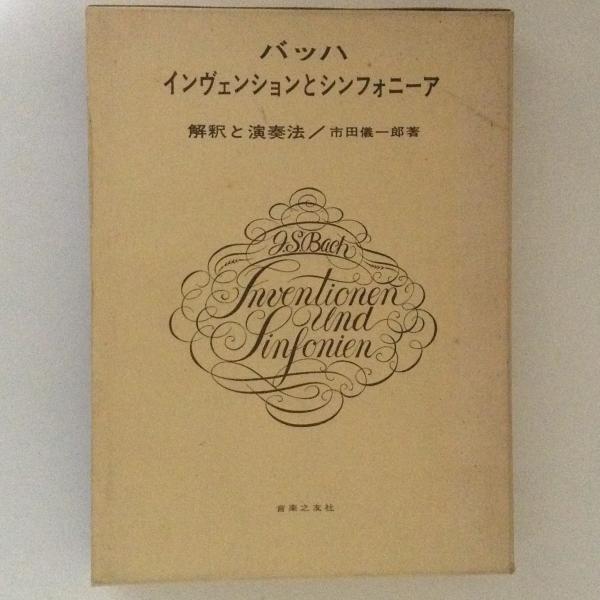 バッハ
インヴェンションとシンフォニーア
解釈と演奏法/市田儀一郎著
J.S.Bach
Inventionen
und
Sinfonien
音楽之友社